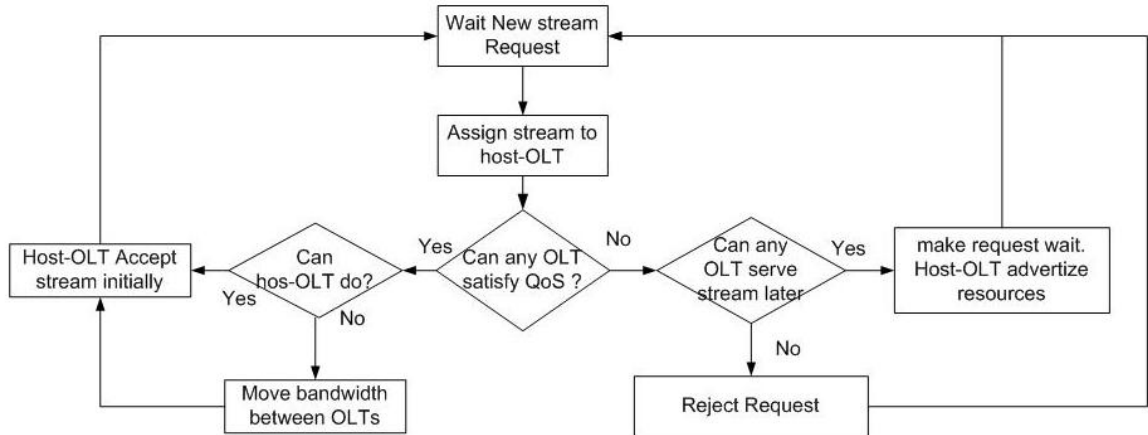 Wait New stream
Request
Assign stream to
host-OLT
Can any OLT
satisfy QoS ?
Yes
No
Can
hos-OLT do?
Yes
No
Host-OLT Accept
stream initially
Move bandwidth
between OLTs
Can any
OLT serve
stream later
Yes
No
make request wait.
Host-OLT advertize
resources
Reject Request